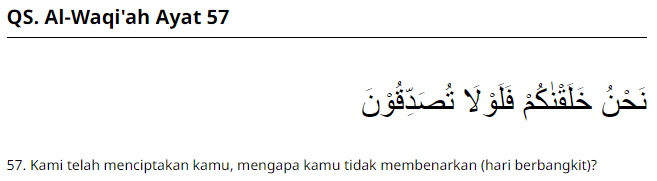 QS. Al-Waqi'ah Ayat 57
نَحْنُ خَلَقْنٰكُمْ فَلَوْلَا تُصَدِّقُوْنَ
57. Kami telah menciptakan kamu, mengapa kamu tidak membenarkan (hari berbangkit)?